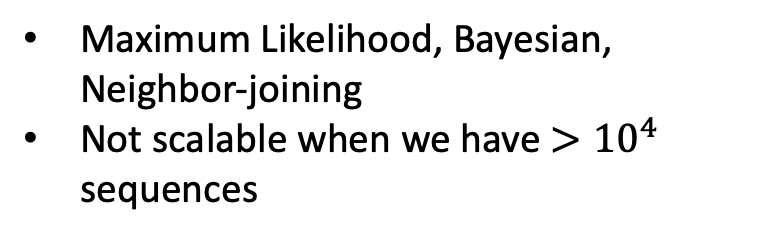 • Maximum Likelihood, Bayesian,
Neighbor-joining
• Not scalable when we have > 10⁴
sequences